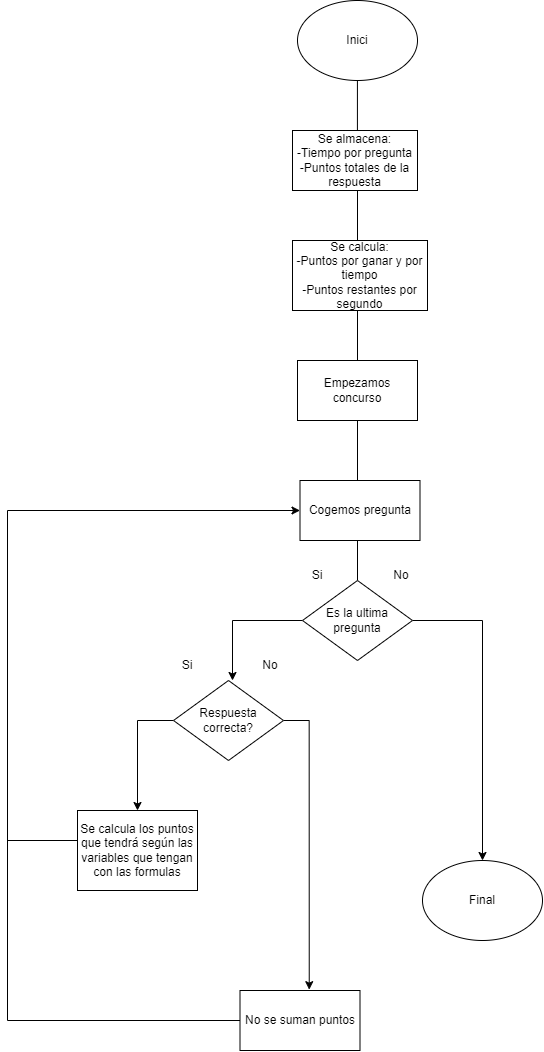 Inici
Se almacena:
-Tiempo por pregunta
-Puntos totales de la
respuesta
Se calcula:
-Puntos por ganar y por
tiempo
-Puntos restantes por
segundo
Empezamos
concurso
Cogemos pregunta
Si
No
Es la ultima
pregunta
Si
No
Respuesta
correcta?
Se calcula los puntos
que tendrá según las
variables que tengan
con las formulas
Final
No se suman puntos